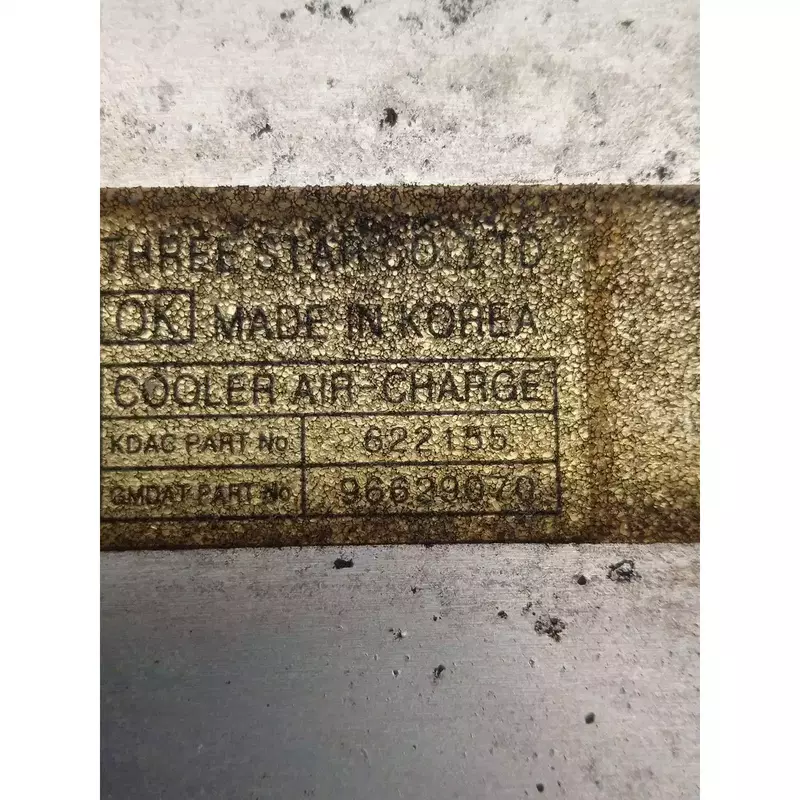 THREE STAR CO.,LTD
OK MADE IN KOREA
COOLER AIR-CHARGE
KDAC PART No 622155
GMDAT PART No 96629070